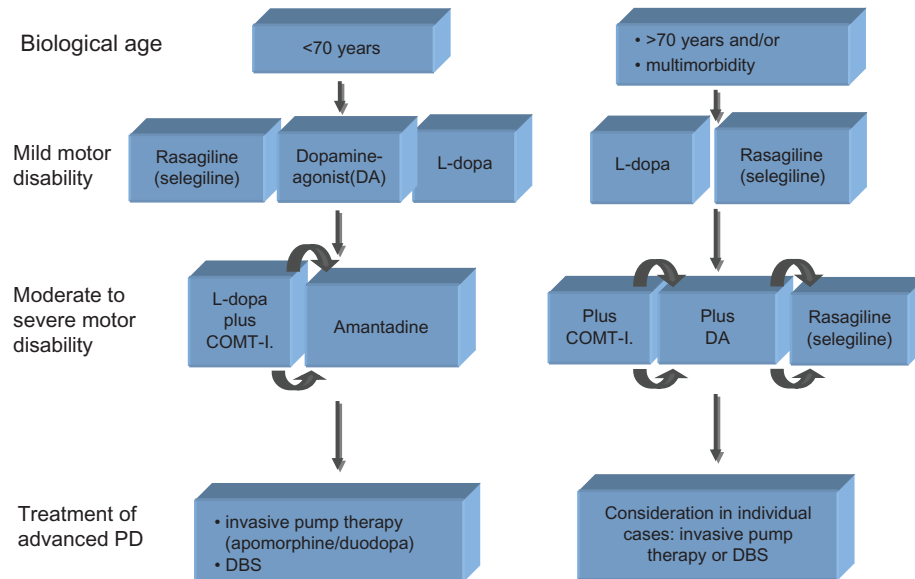 Biological age
<70 years
• >70 years and/or
• multimorbidity
Mild motor
disability
Rasagiline
(selegiline)
Dopamine-
agonist(DA)
L-dopa
L-dopa
Rasagiline
(selegiline)
Moderate to
severe motor
disability
L-dopa
plus
COMT-I.
Amantadine
Plus
COMT-I.
Plus
DA
Rasagiline
(selegiline)
Treatment of
advanced PD
• invasive pump therapy
(apomorphine/duodopa)
• DBS
Consideration in individual
cases: invasive pump
therapy or DBS